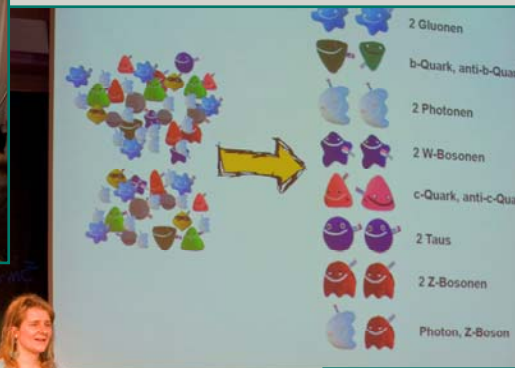 2 Gluonen
b-Quark, anti-b-Quar
2 Photonen
2 W-Bosonen
c-Quark, anti-c-Qua
2 Taus
2 Z-Bosonen
Photon, Z-Boson